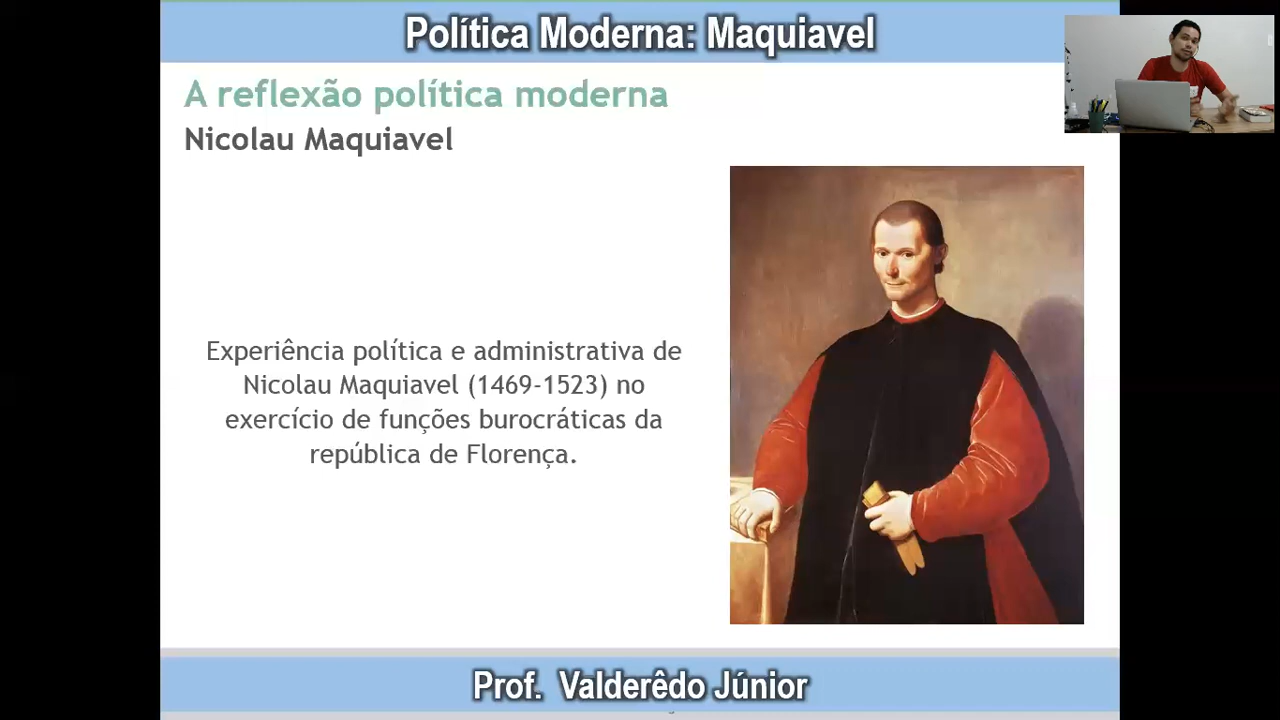 Política Moderna: Maquiavel
A reflexão política moderna
Nicolau Maquiavel
Experiência política e administrativa de
Nicolau Maquiavel (1469-1523) no
exercício de funções burocráticas da
república de Florença.
Prof. Valderêdo Júnior